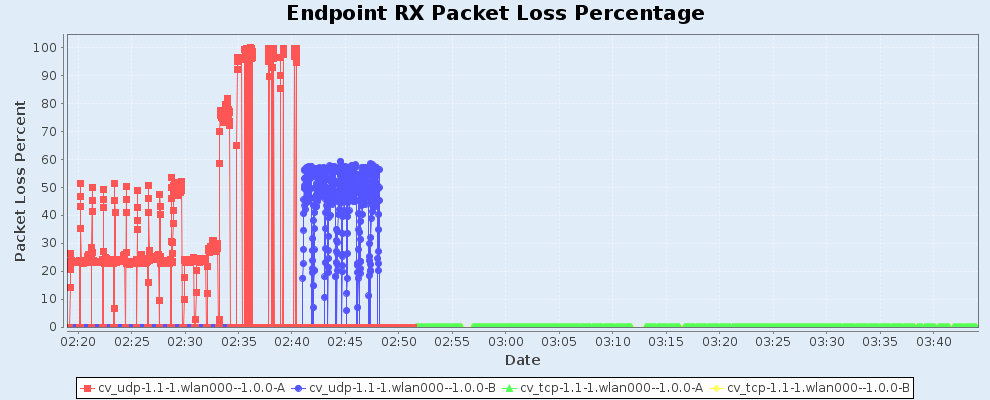 Endpoint RX Packet Loss Percentage
Packet Loss Percent
100
90
80
70
60
50
40
30
20
10
0
02:20 02:25 02:30 02:35 02:40 02:45 02:50 02:55 03:00 03:05 03:10 03:15 03:20 03:25 03:30 03:35 03:40
Date
cv_udp-1.1-1.wlan000--1.0.0-A cv_udp-1.1-1.wlan000--1.0.0-B cv_tcp-1.1-1.wlan000--1.0.0-A cv_tcp-1.1-1.wlan000--1.0.0-B